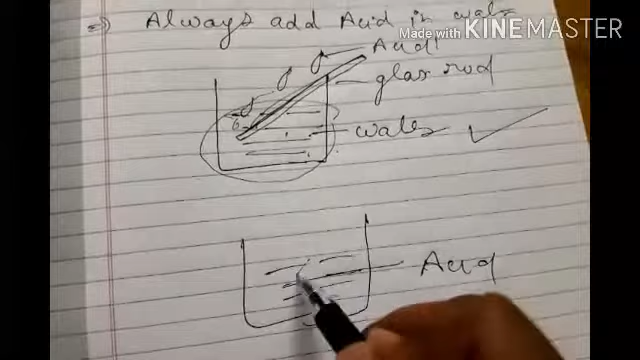 => Always add Acid in water
Made with KINEMASTER
Acid
glass rod
water
Acid